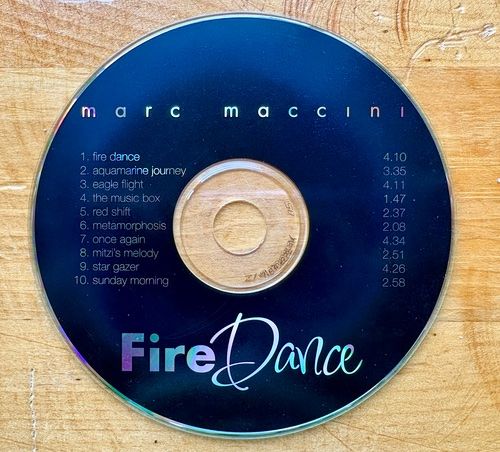 marc maccini
1. fire dance 4.10
2. aquamarine journey 3.35
3. eagle flight 4.11
4. the music box 1.47
5. red shift 2.37
6. metamorphosis 2.08
7. once again 4.34
8. mitzi's melody 2.51
9. star gazer 4.26
10. sunday morning 2.58
Fire Dance